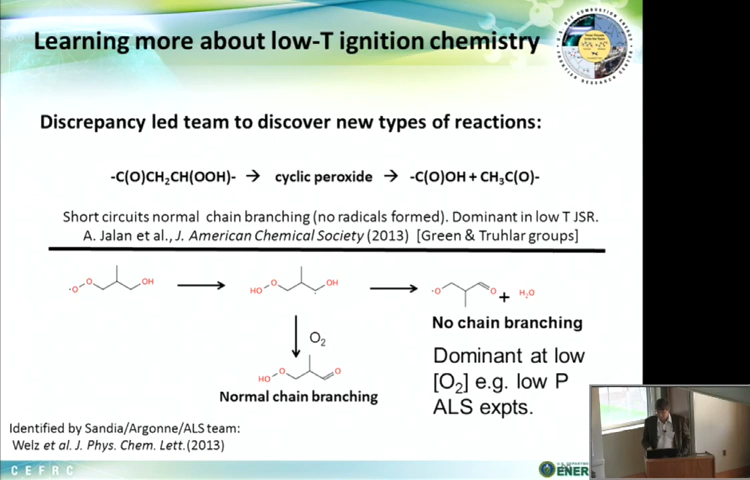 Learning more about low-T ignition chemistry
Discrepancy led team to discover new types of reactions:
-C(O)CH₂CH(OOH)- → cyclic peroxide → -C(O)OH + CH₃C(O)-
Short circuits normal chain branching (no radicals formed). Dominant in low T JSR.
A. Jalan et al., J. American Chemical Society (2013) [Green & Truhlar groups]
·O O OH
HO O OH
·O O + H₂O
No chain branching
O₂
Dominant at low
[O₂] e.g. low P
ALS expts.
HO O O
Normal chain branching
Identified by Sandia/Argonne/ALS team:
Welz et al. J. Phys. Chem. Lett.(2013)
CEFRC
ENER